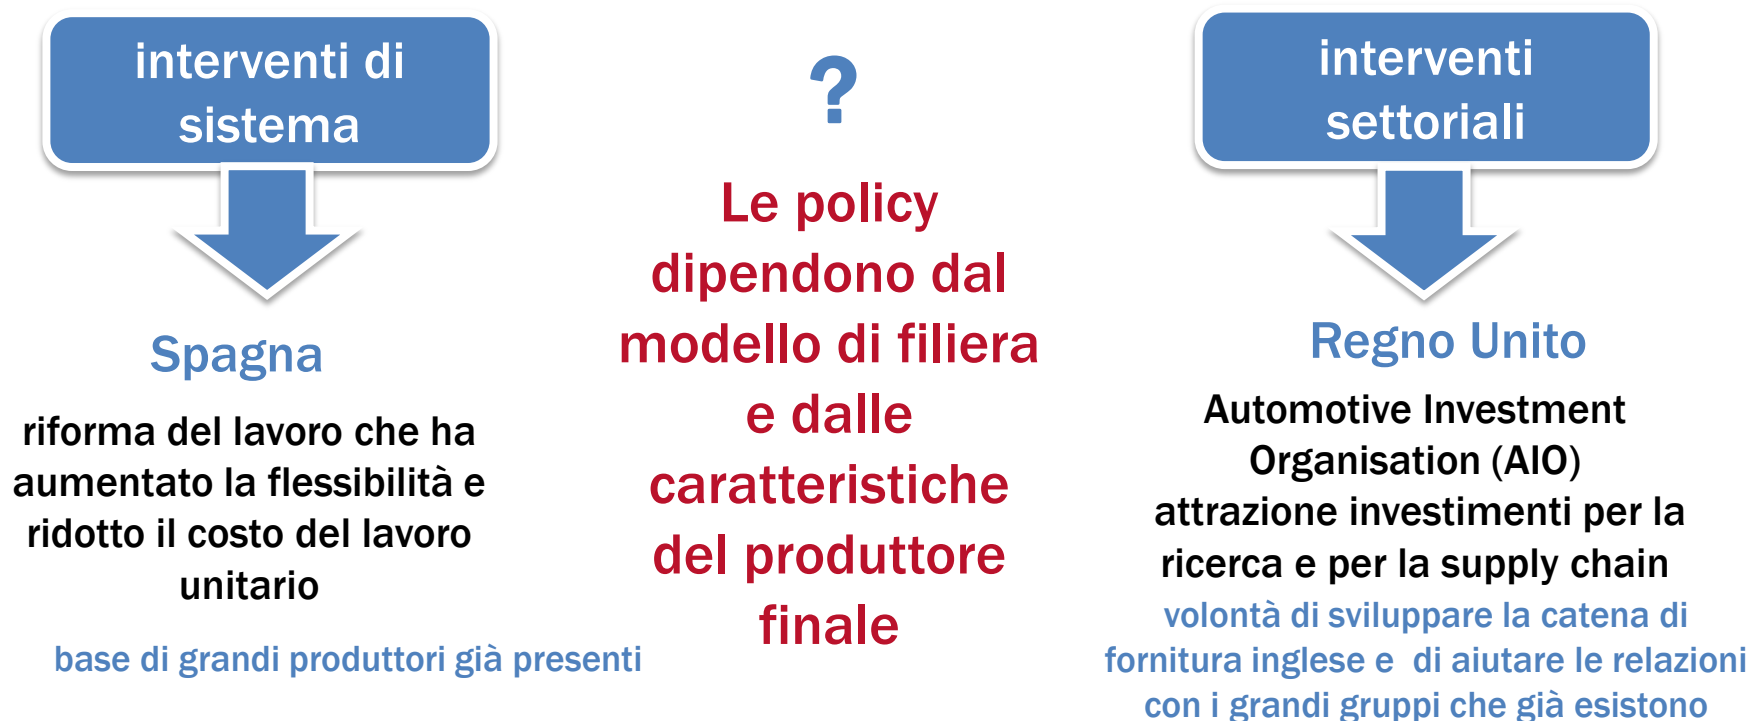 interventi di
sistema
Spagna
riforma del lavoro che ha
aumentato la flessibilità e
ridotto il costo del lavoro
unitario
base di grandi produttori già presenti
?
Le policy
dipendono dal
modello di filiera
e dalle
caratteristiche
del produttore
finale
interventi
settoriali
Regno Unito
Automotive Investment
Organisation (AIO)
attrazione investimenti per la
ricerca e per la supply chain
volontà di sviluppare la catena di
fornitura inglese e  di aiutare le relazioni
con i grandi gruppi che già esistono